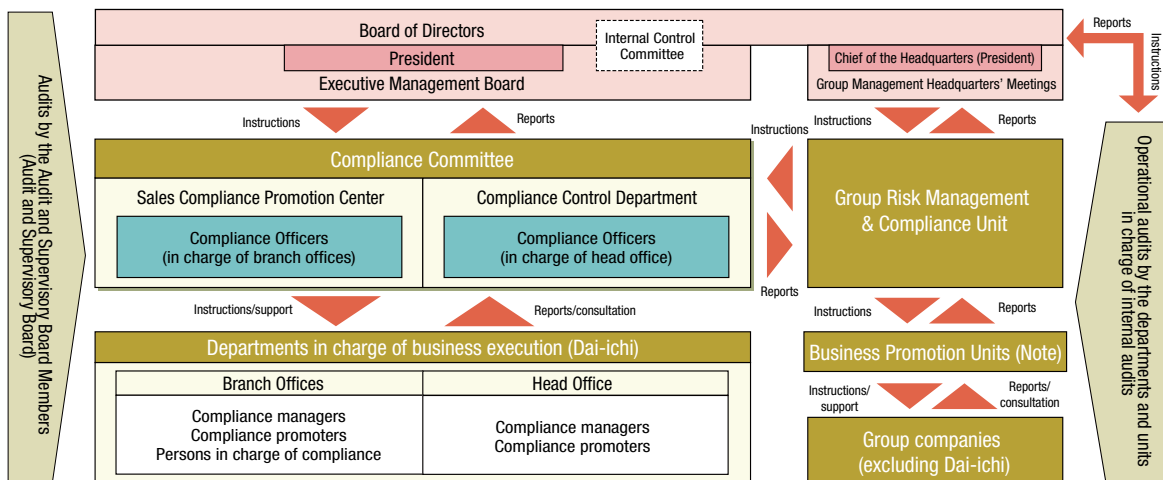 Board of Directors
Internal Control
Committee
President
Executive Management Board
Chief of the Headquarters (President)
Group Management Headquarters' Meetings
Reports
Instructions
Audits by the Audit and Supervisory Board Members
(Audit and Supervisory Board)
Instructions
Reports
Instructions
Instructions
Reports
Compliance Committee
Sales Compliance Promotion Center
Compliance Officers
(in charge of branch offices)
Compliance Control Department
Compliance Officers
(in charge of head office)
Reports
Group Risk Management
& Compliance Unit
Operational audits by the departments and units
in charge of internal audits
Instructions/support
Reports/consultation
Instructions
Reports
Departments in charge of business execution (Dai-ichi)
Branch Offices
Compliance managers
Compliance promoters
Persons in charge of compliance
Head Office
Compliance managers
Compliance promoters
Business Promotion Units (Note)
Instructions/
support
Reports/
consultation
Group companies
(excluding Dai-ichi)